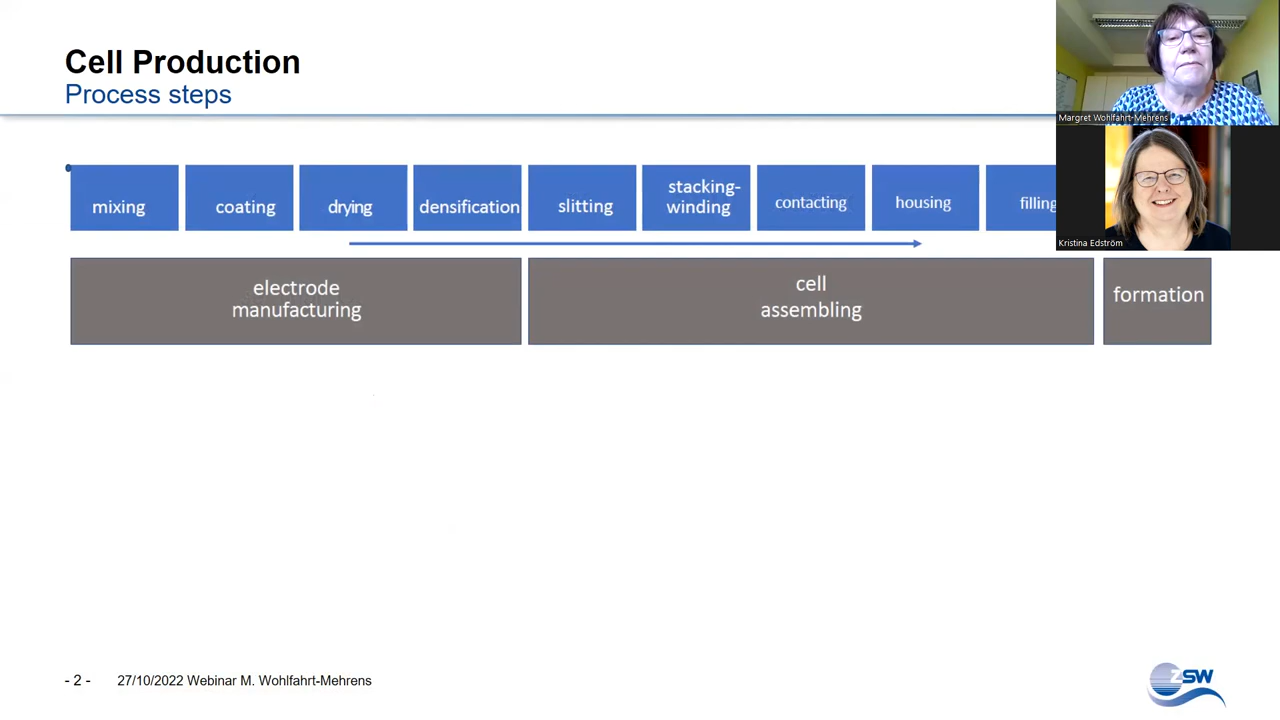 Cell Production
Process steps
Margret Wohlfahrt-Mehrens
Kristina Edström
mixing
coating
drying
densification
slitting
stacking-
winding
contacting
housing
filling
electrode
manufacturing
cell
assembling
formation
- 2 -
27/10/2022 Webinar M. Wohlfahrt-Mehrens
ZSW